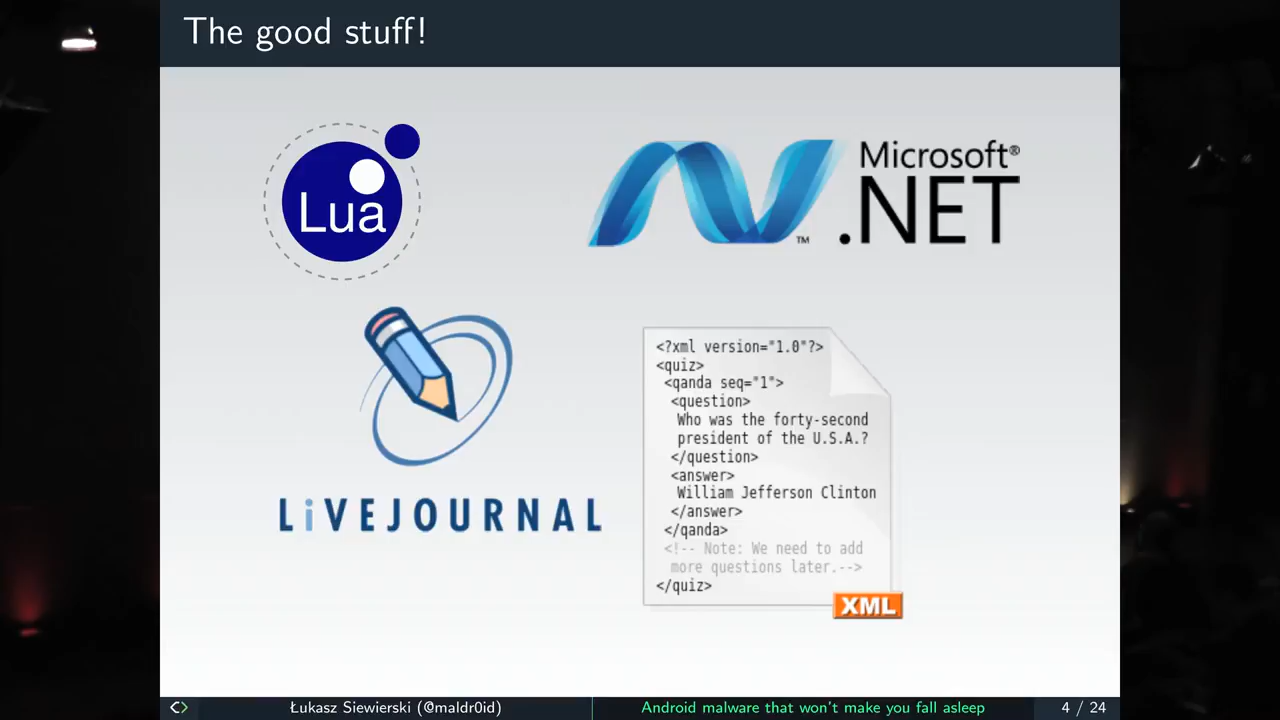 The good stuff!
Lua
Microsoft®
.NET
™
LiVEJOURNAL
<?xml version="1.0"?>
<quiz>
<qanda seq="1">
<question>
Who was the forty-second
president of the U.S.A.?
</question>
<answer>
William Jefferson Clinton
</answer>
</qanda>
<!-- Note: We need to add
more questions later.-->
</quiz>
XML
Łukasz Siewierski (@maldr0id)
Android malware that won't make you fall asleep
4 / 24